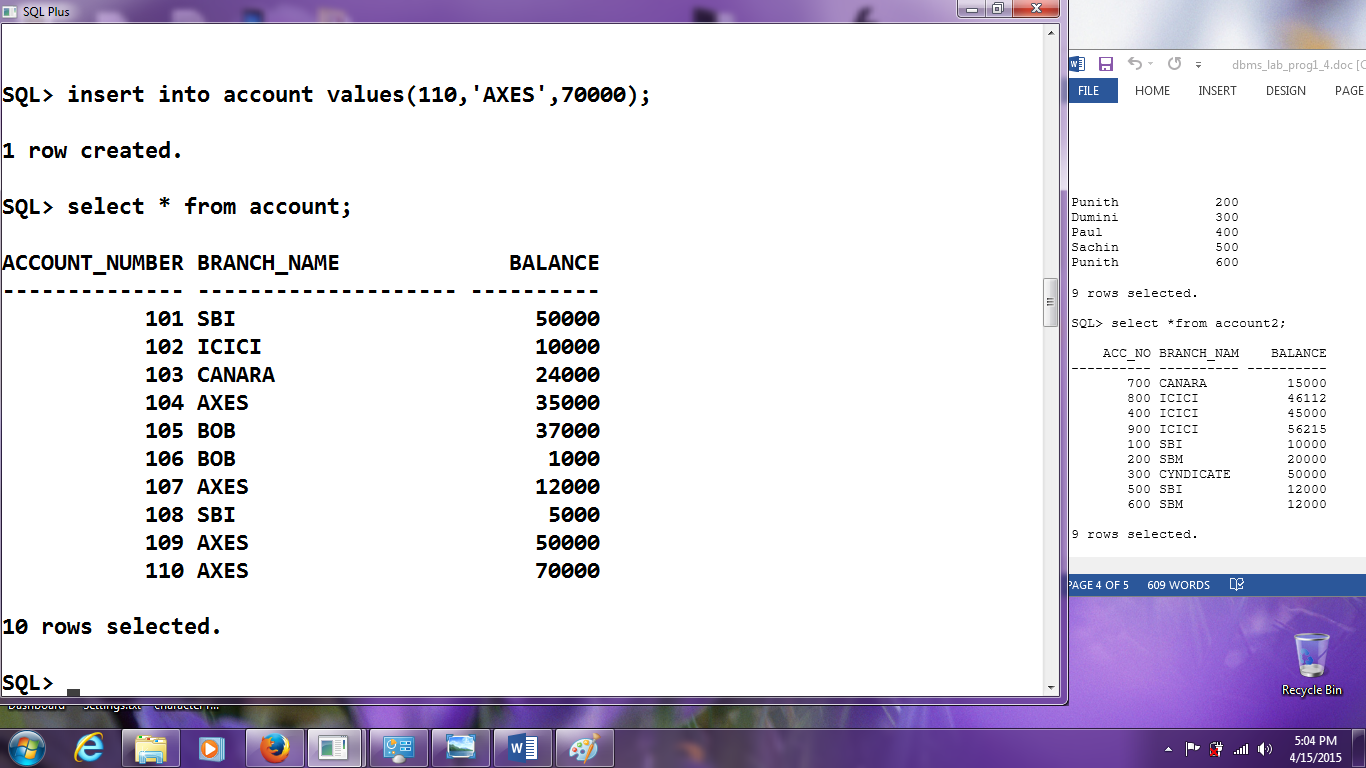 SQL Plus
SQL> insert into account values(110,'AXES',70000);
1 row created.
SQL> select * from account;
ACCOUNT_NUMBER BRANCH_NAME BALANCE
-------------- -------------------- ----------
101 SBI 50000
102 ICICI 10000
103 CANARA 24000
104 AXES 35000
105 BOB 37000
106 BOB 1000
107 AXES 12000
108 SBI 5000
109 AXES 50000
110 AXES 70000
10 rows selected.
SQL>
dbms_lab_prog1_4.doc [C
FILE HOME INSERT DESIGN PAGE
Punith 200
Dumini 300
Paul 400
Sachin 500
Punith 600
9 rows selected.
SQL> select *from account2;
ACC_NO BRANCH_NAM BALANCE
---------- ---------- ----------
700 CANARA 15000
800 ICICI 46112
400 ICICI 45000
900 ICICI 56215
100 SBI 10000
200 SBM 20000
300 CYNDICATE 50000
500 SBI 12000
600 SBM 12000
9 rows selected.
PAGE 4 OF 5 609 WORDS
Recycle Bin
Dashboard Settings.txt
5:04 PM
4/15/2015